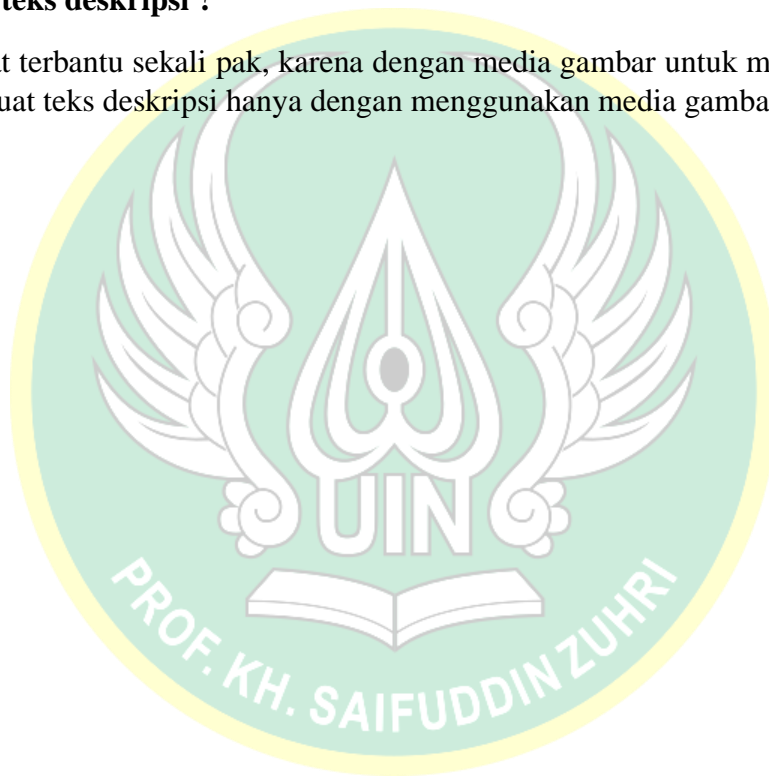 teks deskripsi ?
t terbantu sekali pak, karena dengan media gambar untuk m
uat teks deskripsi hanya dengan menggunakan media gamba
UIN
PROF. KH. SAIFUDDIN ZUHRI